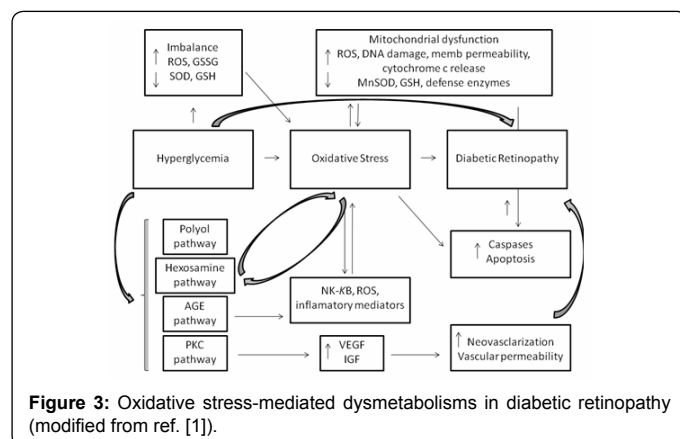 Imbalance
↑ ROS, GSSG
↓ SOD, GSH
Mitochondrial dysfunction
↑ ROS, DNA damage, memb permeability,
cytochrome c release
↓ MnSOD, GSH, defense enzymes
Hyperglycemia
Oxidative Stress
Diabetic Retinopathy
Polyol
pathway
Hexosamine
pathway
AGE
pathway
PKC
pathway
NK-KB, ROS,
inflamatory mediators
↑ VEGF
IGF
↑ Caspases
Apoptosis
↑ Neovasclarization
Vascular permeability
Figure 3: Oxidative stress-mediated dysmetabolisms in diabetic retinopathy
(modified from ref. [1]).